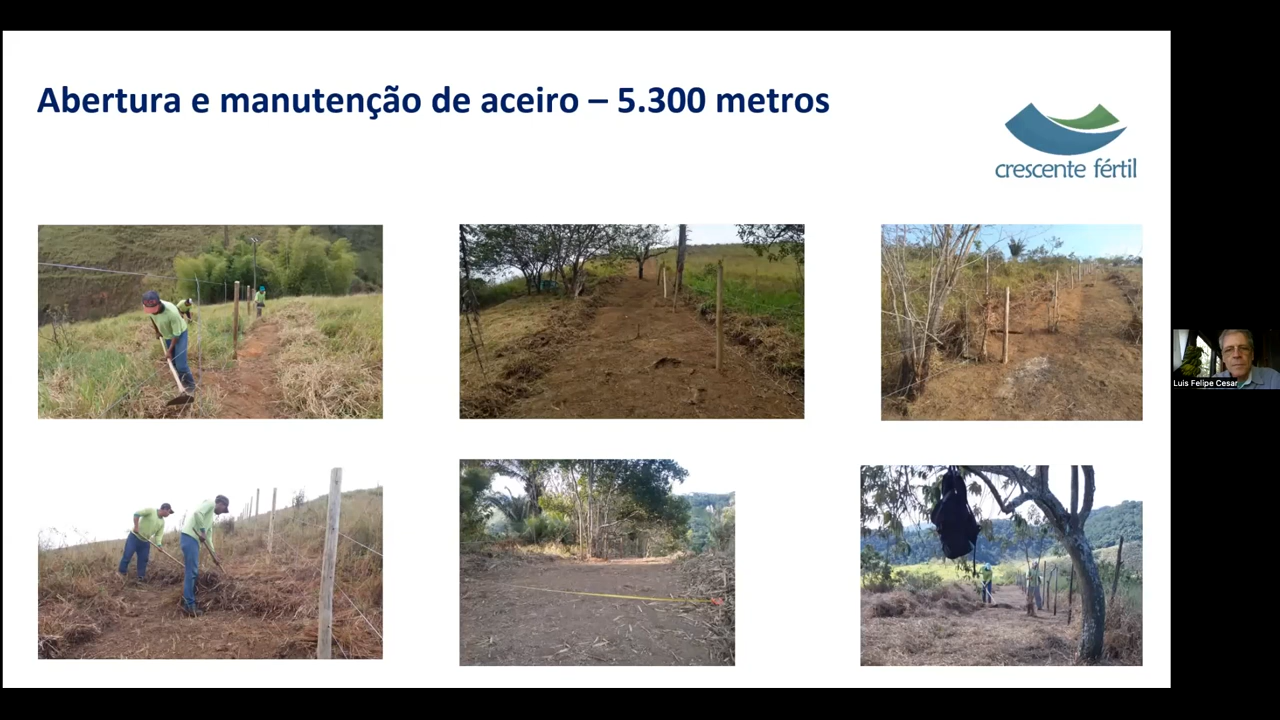 Abertura e manutenção de aceiro – 5.300 metros
crescente fértil
Luis Felipe Cesar